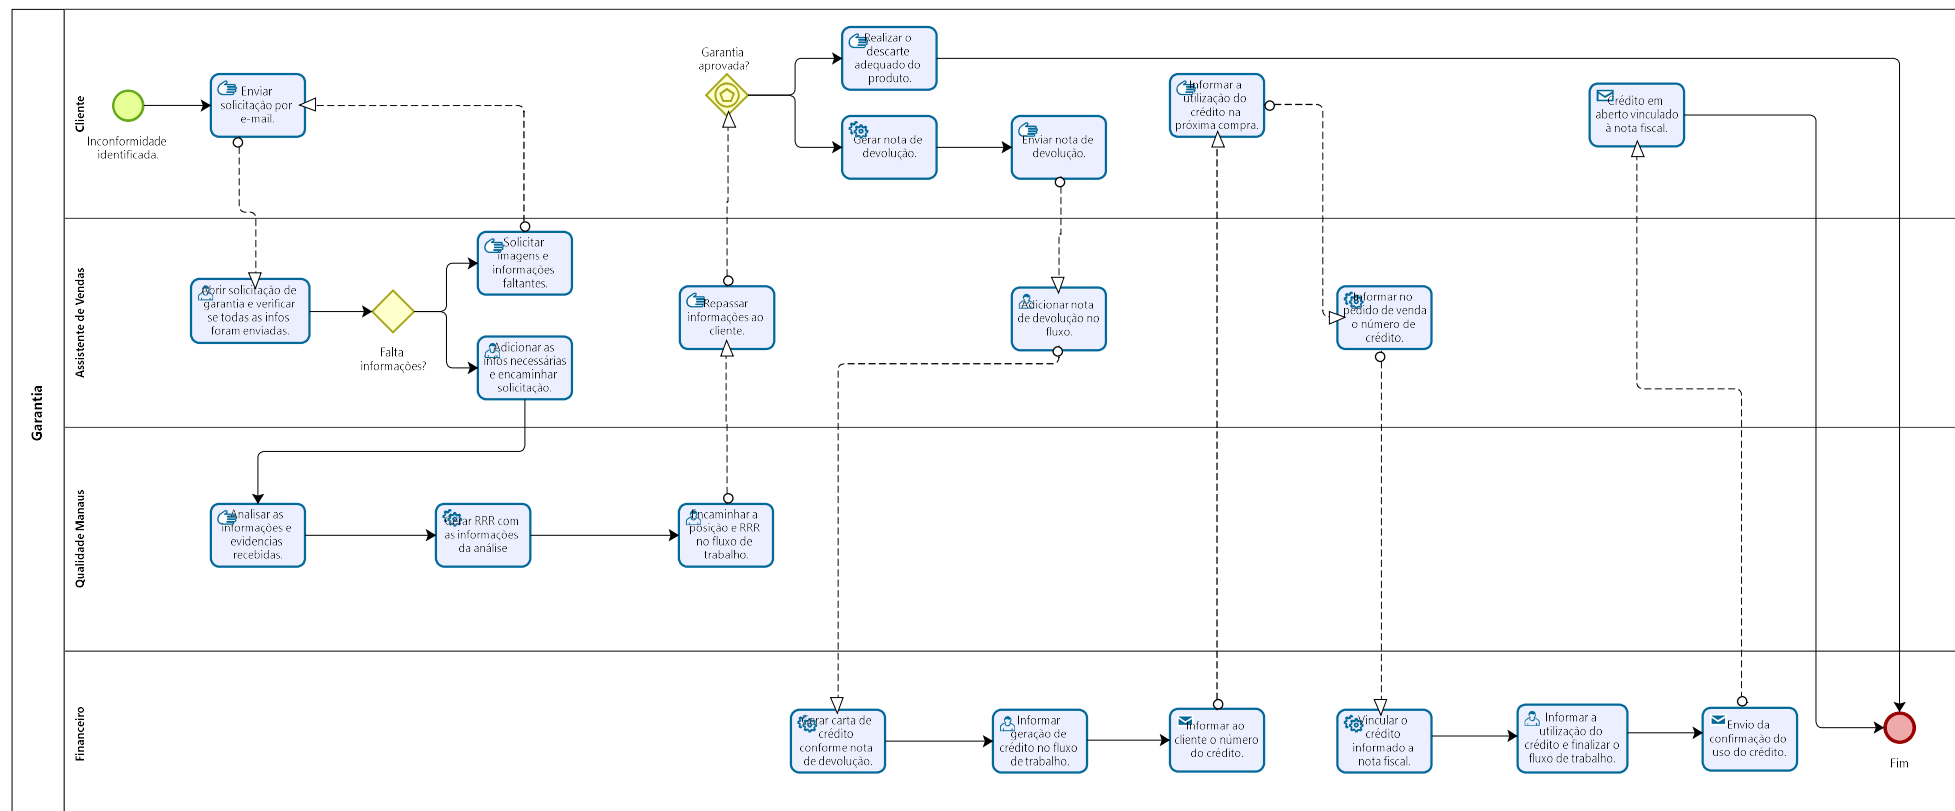 Garantia
Cliente
Inconformidade
identificada.
Enviar
solicitação por
e-mail.
Garantia
aprovada?
Realizar o
descarte
adequado do
produto.
Gerar nota de
devolução.
Enviar nota de
devolução.
Informar a
utilização do
crédito na
próxima compra.
Crédito em
aberto vinculado
à nota fiscal.
Assistente de Vendas
Abrir solicitação de
garantia e verificar
se todas as infos
foram enviadas.
Falta
informações?
Solicitar
imagens e
informações
faltantes.
Adicionar as
infos necessárias
e encaminhar
solicitação.
Repassar
informações ao
cliente.
Adicionar nota
de devolução no
fluxo.
Informar no
pedido de venda
o número de
crédito.
Qualidade Manaus
Analisar as
informações e
evidencias
recebidas.
Gerar RRR com
as informações
da análise
Encaminhar a
posição e RRR
no fluxo de
trabalho.
Financeiro
Gerar carta de
crédito
conforme nota
de devolução.
Informar
geração de
crédito no fluxo
de trabalho.
Informar ao
cliente o número
do crédito.
Vincular o
crédito
informado a
nota fiscal.
Informar a
utilização do
crédito e finalizar o
fluxo de trabalho.
Envio da
confirmação do
uso do crédito.
Fim